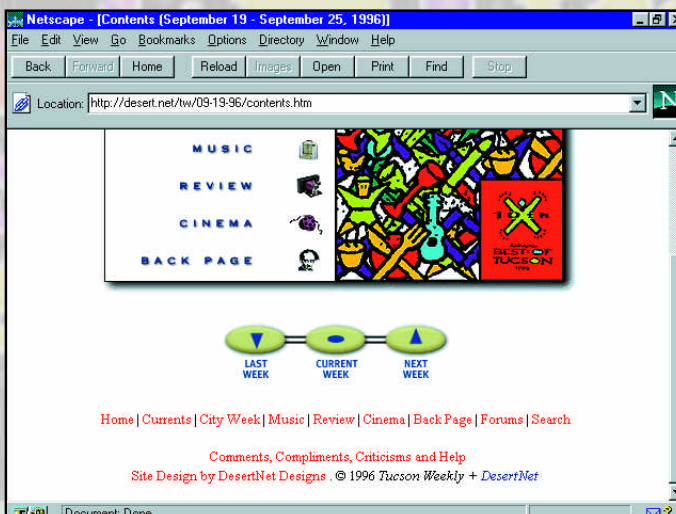 Netscape - [Contents (September 19 - September 25, 1996)]
File Edit View Go Bookmarks Options Directory Window Help
Back Forward Home Reload Images Open Print Find Stop
Location: http://desert.net/tw/09-19-96/contents.htm
N
MUSIC
REVIEW
CINEMA
BACK PAGE
BEST OF
TUCSON
1996
LAST WEEK
CURRENT WEEK
NEXT WEEK
Home | Currents | City Week | Music | Review | Cinema | Back Page | Forums | Search
Comments, Compliments, Criticisms and Help
Site Design by DesertNet Designs . © 1996 Tucson Weekly + DesertNet
Document: Done